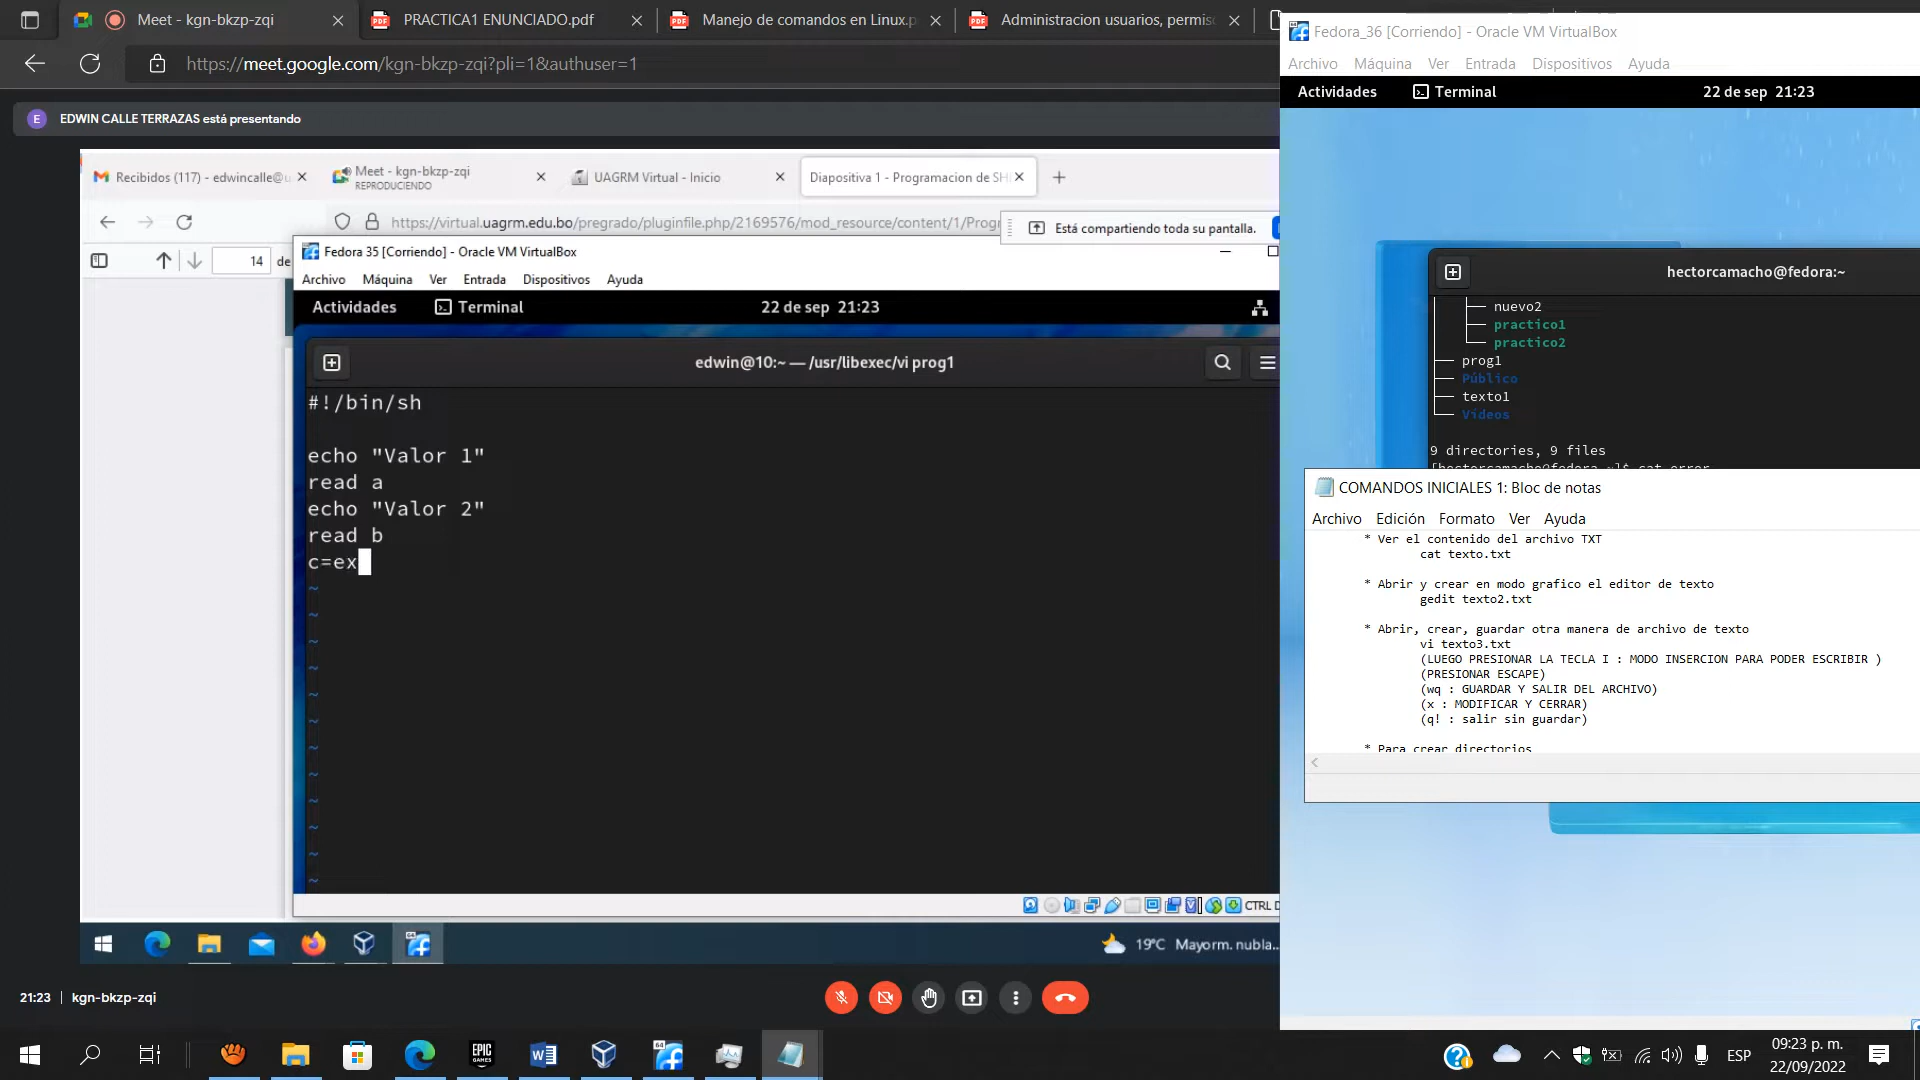 Meet - kgn-bkzp-zqi
PRACTICA1 ENUNCIADO.pdf
Manejo de comandos en Linux.p
Administracion usuarios, permis
https://meet.google.com/kgn-bkzp-zqi?pli=1&authuser=1
E
EDWIN CALLE TERRAZAS está presentando
Recibidos (117) - edwincalle@u
Meet - kgn-bkzp-zqi
REPRODUCIENDO
UAGRM Virtual - Inicio
Diapositiva 1 - Programacion de SH
https://virtual.uagrm.edu.bo/pregrado/pluginfile.php/2169576/mod_resource/content/1/Progr
Está compartiendo toda su pantalla.
14 de
Fedora 35 [Corriendo] - Oracle VM VirtualBox
Archivo Máquina Ver Entrada Dispositivos Ayuda
Actividades Terminal 22 de sep 21:23
edwin@10:~ — /usr/libexec/vi prog1
#!/bin/sh
echo "Valor 1"
read a
echo "Valor 2"
read b
c=ex
~
~
~
~
~
~
~
~
~
~
~
~
CTRL D
19°C Mayorm. nubla...
21:23 | kgn-bkzp-zqi
Fedora_36 [Corriendo] - Oracle VM VirtualBox
Archivo Máquina Ver Entrada Dispositivos Ayuda
Actividades Terminal 22 de sep 21:23
hectorcamacho@fedora:~
nuevo2
practico1
practico2
prog1
Público
texto1
Vídeos
9 directories, 9 files
[hectorcamacho@fedora ~]$ cat error
COMANDOS INICIALES 1: Bloc de notas
Archivo Edición Formato Ver Ayuda
* Ver el contenido del archivo TXT
cat texto.txt
* Abrir y crear en modo grafico el editor de texto
gedit texto2.txt
* Abrir, crear, guardar otra manera de archivo de texto
vi texto3.txt
(LUEGO PRESIONAR LA TECLA I : MODO INSERCION PARA PODER ESCRIBIR )
(PRESIONAR ESCAPE)
(wq : GUARDAR Y SALIR DEL ARCHIVO)
(x : MODIFICAR Y CERRAR)
(q! : salir sin guardar)
* Para crear directorios
EPIC
GAMES
ESP
09:23 p. m.
22/09/2022